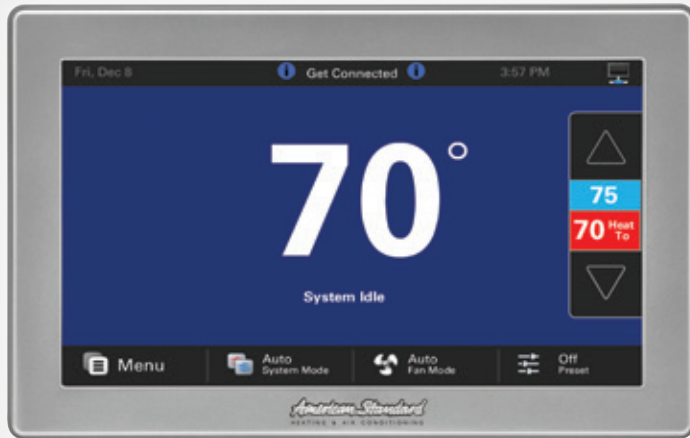 Fri, Dec 8 Get Connected 3:57 PM
70°
75
70 Heat To
System Idle
Menu Auto System Mode Auto Fan Mode Off Preset
American Standard
HEATING & AIR CONDITIONING